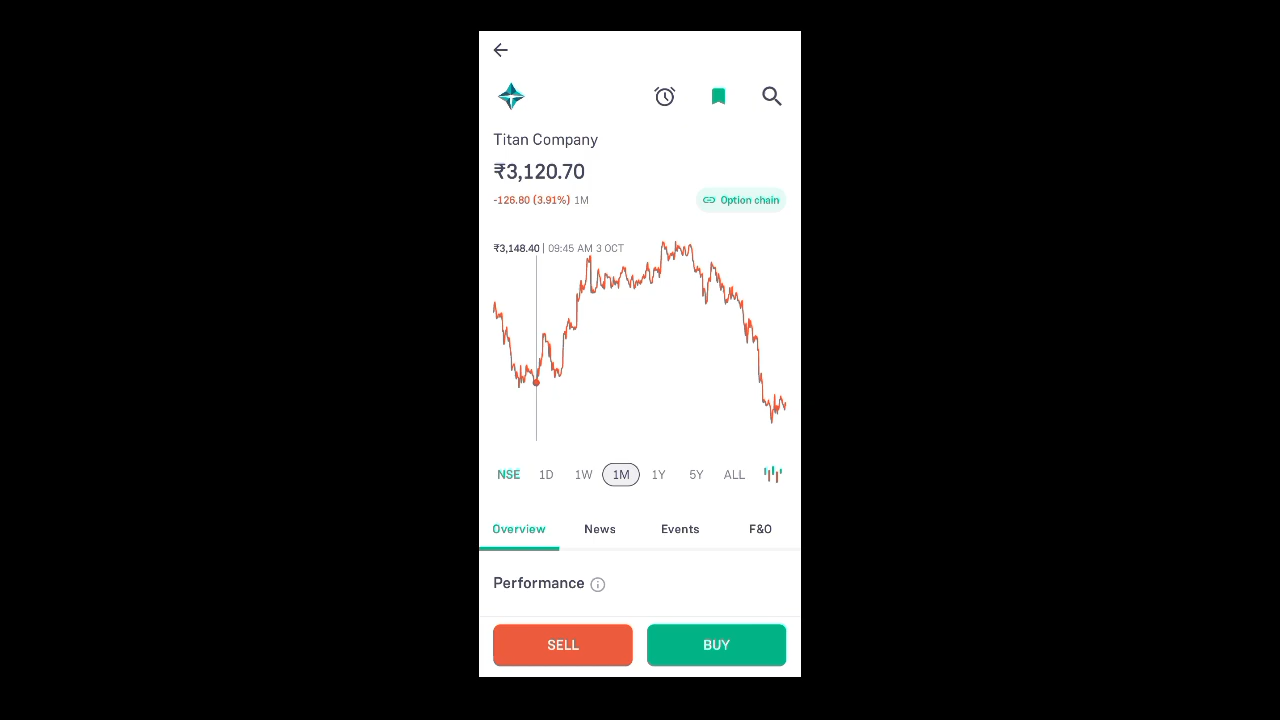 Titan Company
₹3,120.70
-126.80 (3.91%) 1M
Option chain
₹3,148.40 | 09:45 AM 3 OCT
NSE 1D 1W 1M 1Y 5Y ALL
Overview News Events F&O
Performance
SELL BUY